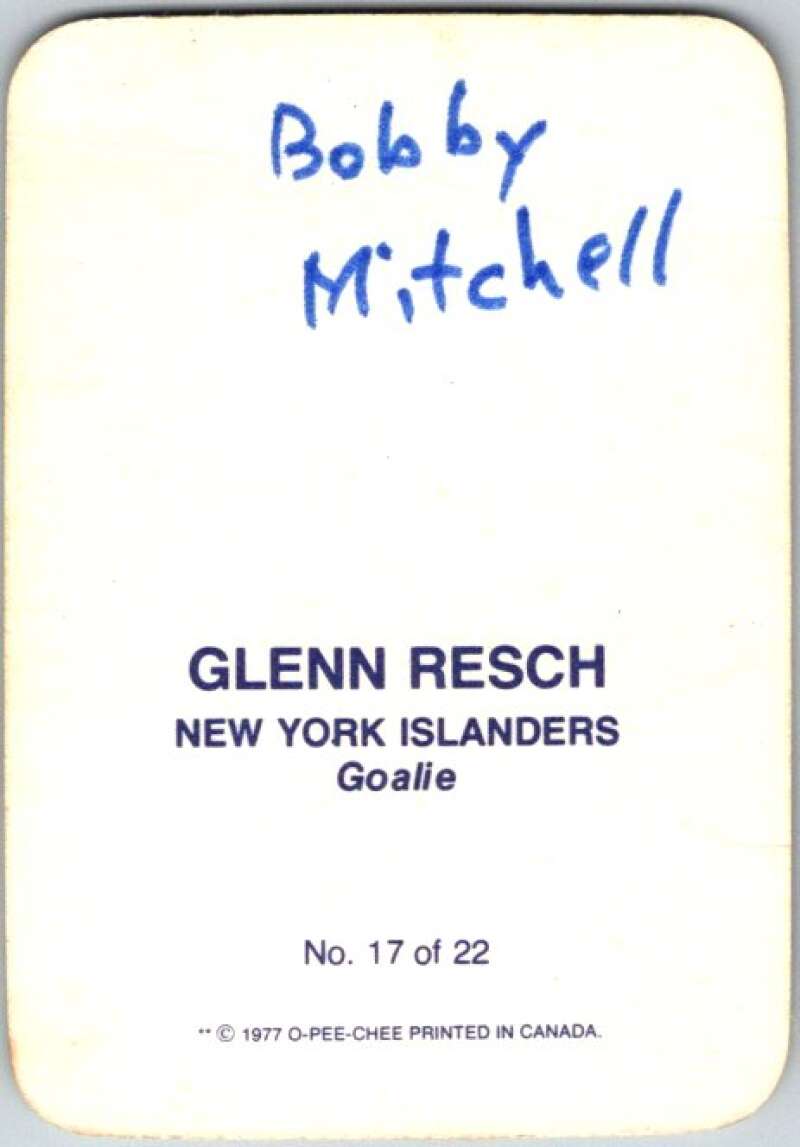 Bobby
Mitchell
GLENN RESCH
NEW YORK ISLANDERS
Goalie
No. 17 of 22
** © 1977 O-PEE-CHEE PRINTED IN CANADA.